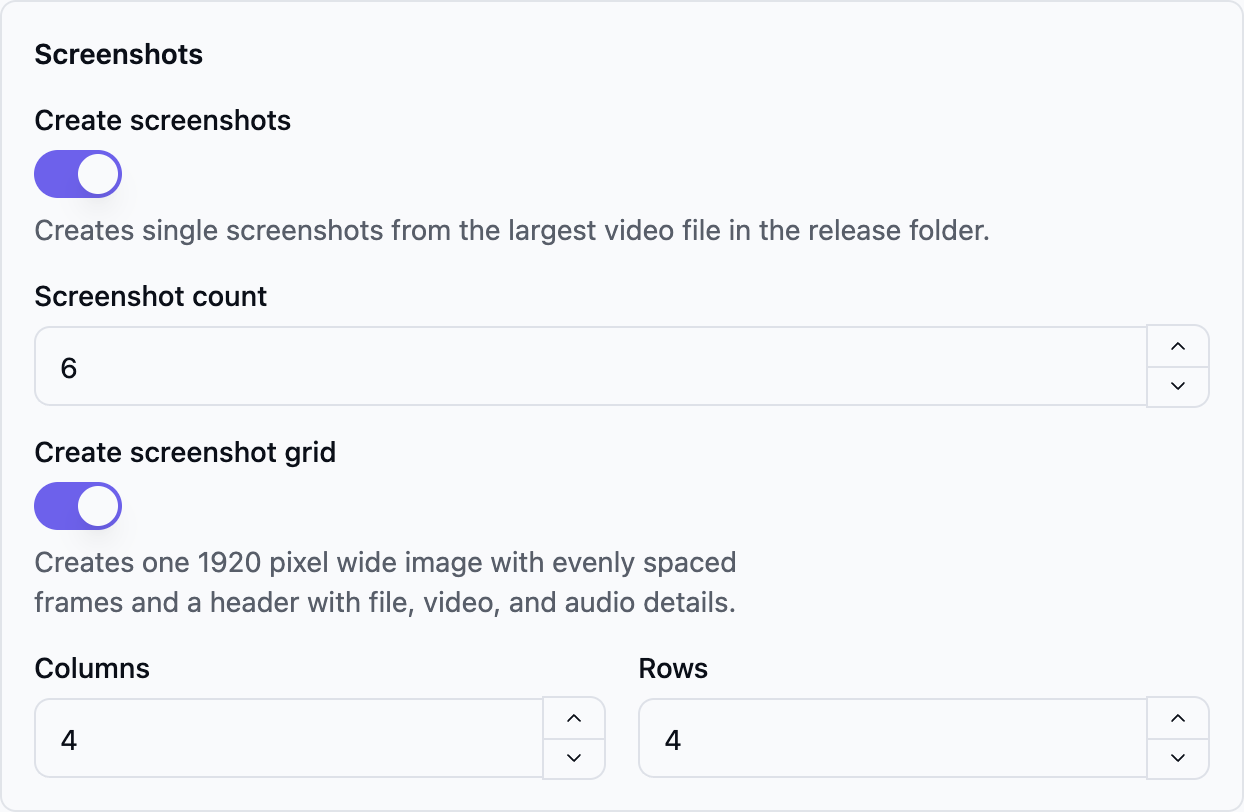 Screenshots
Create screenshots
Creates single screenshots from the largest video file in the release folder.
Screenshot count
6
Create screenshot grid
Creates one 1920 pixel wide image with evenly spaced
frames and a header with file, video, and audio details.
Columns
Rows
4
4